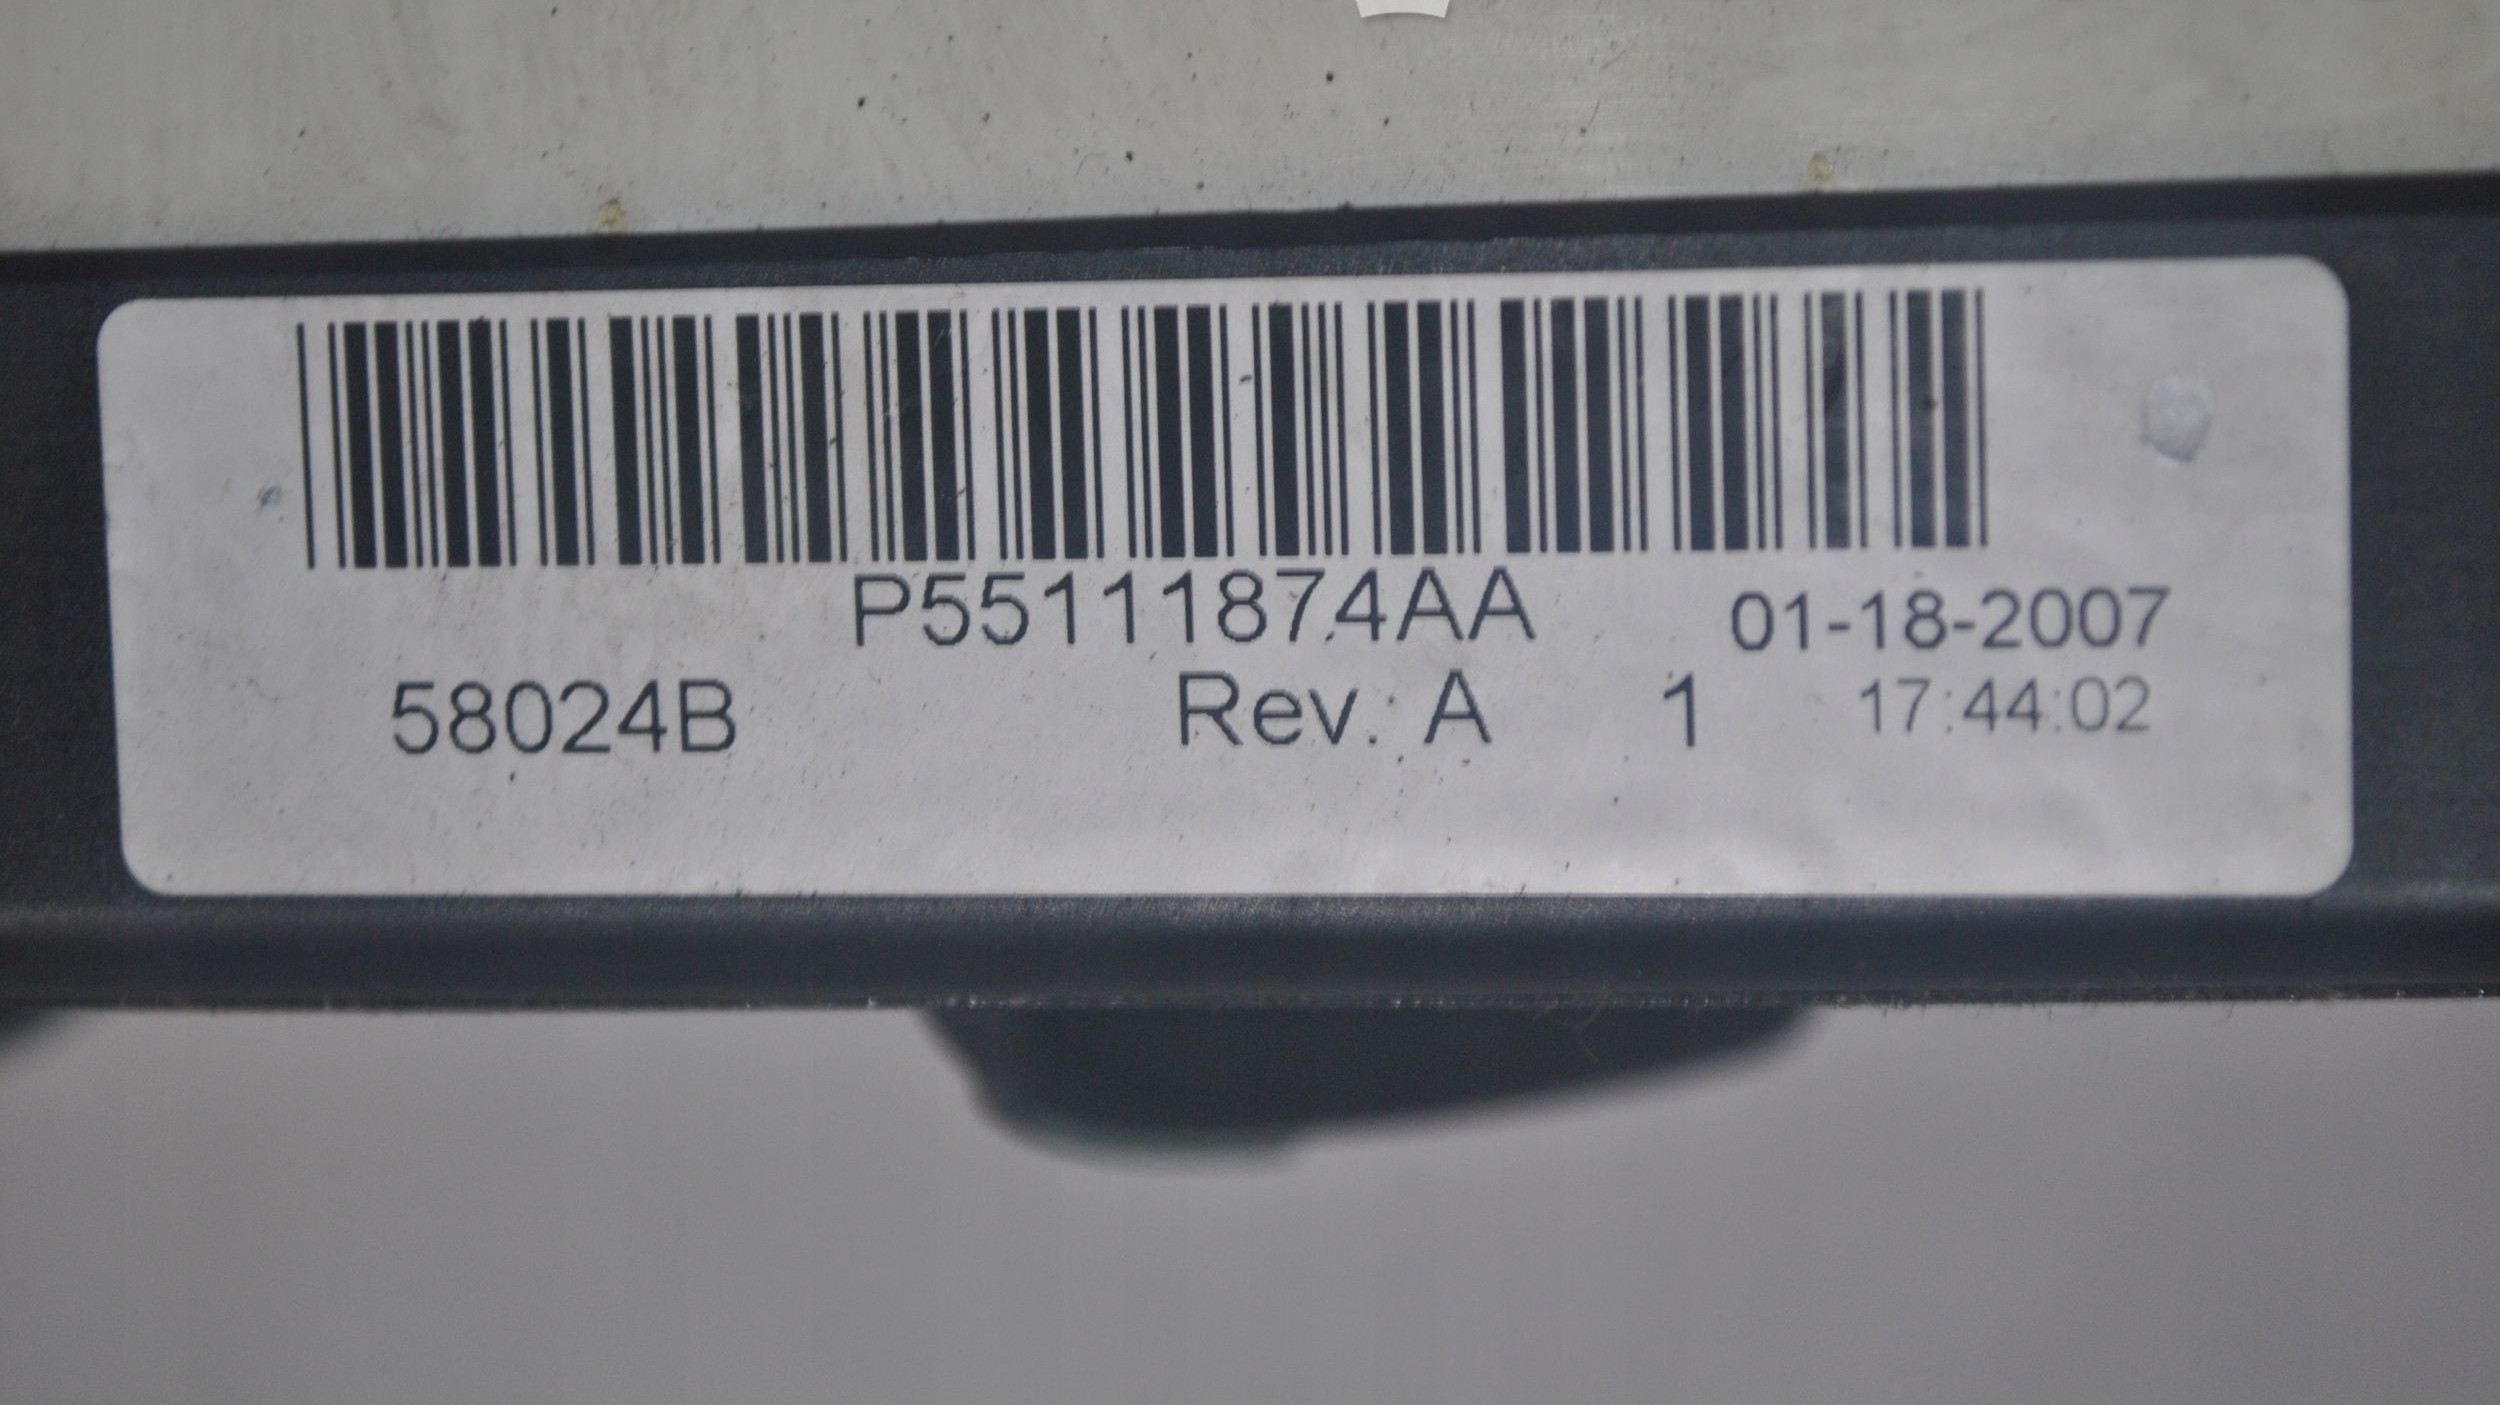 P55111874AA 01-18-2007
58024B Rev: A 1 17:44:02